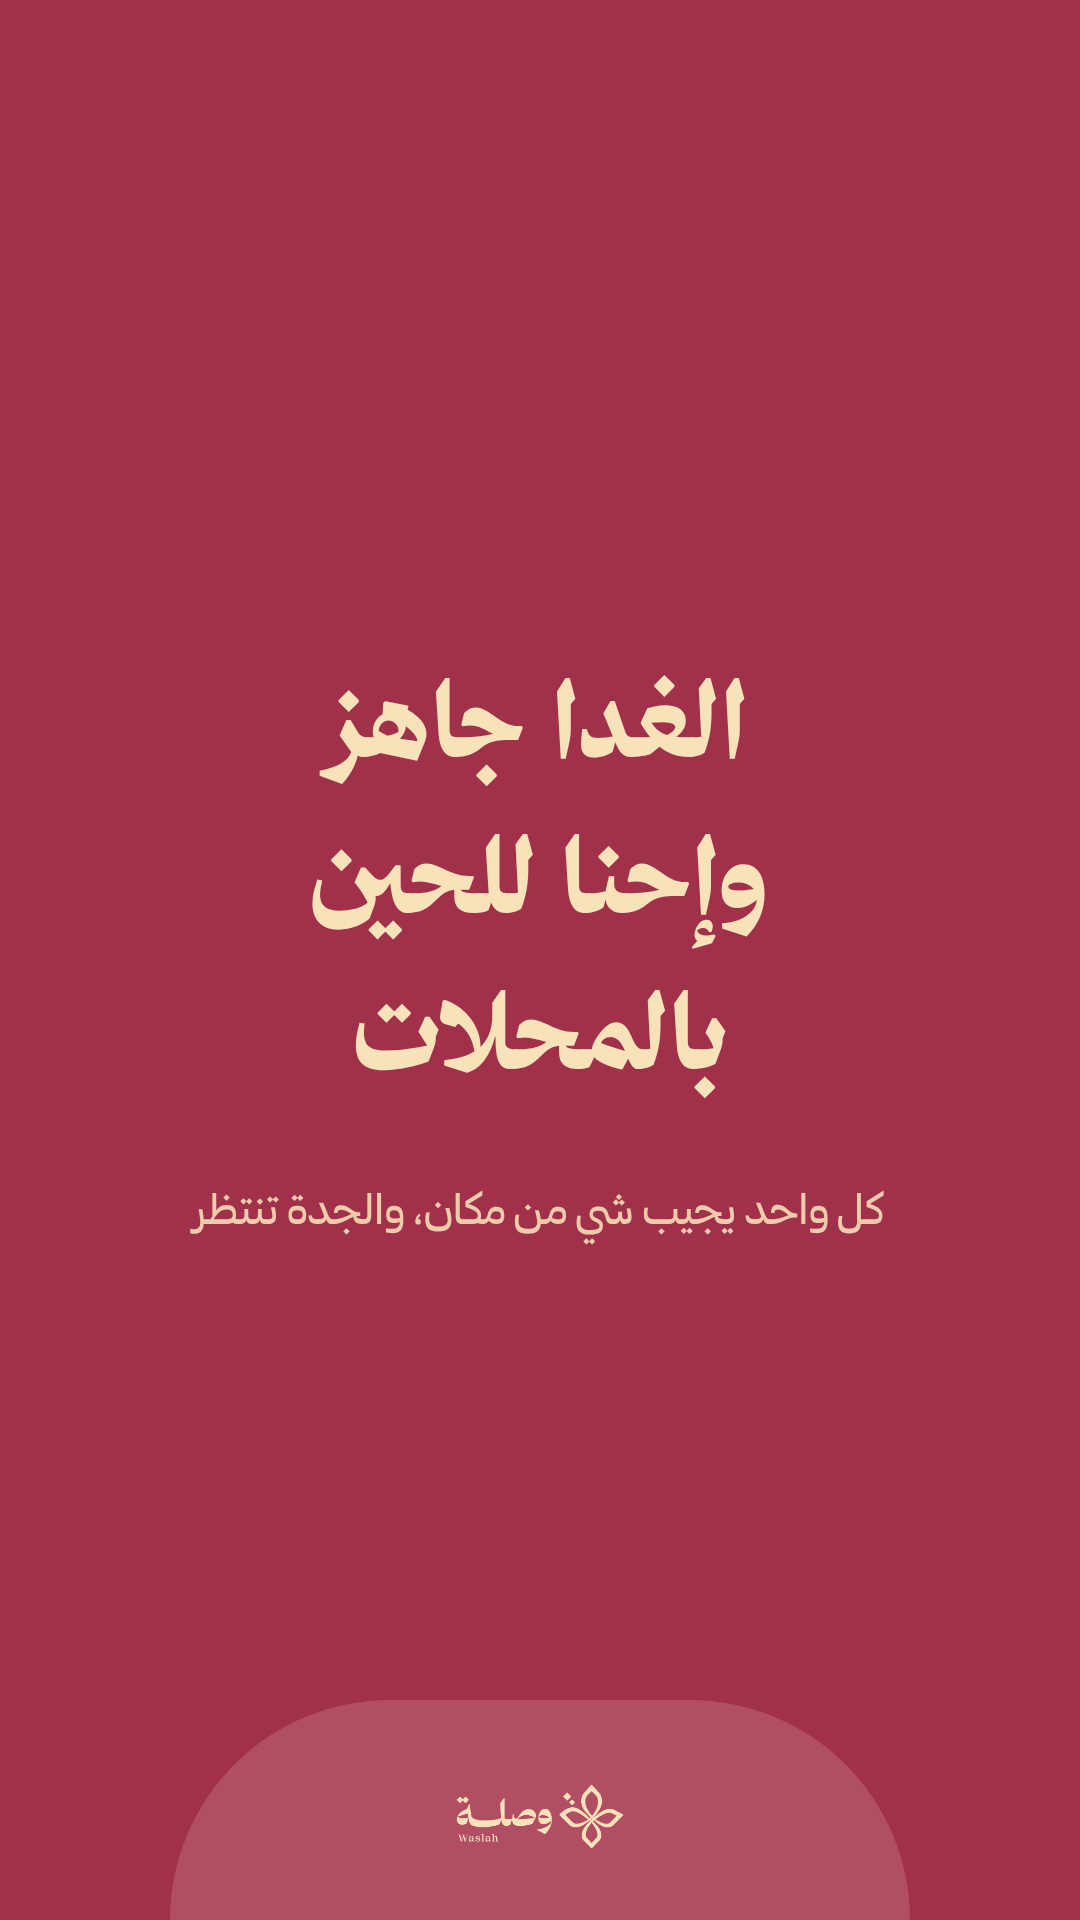 الغدا جاهز
وإحنا للحين
بالمحلات
كل واحد يجيب شي من مكان، والجدة تنتظر
وصلة
Waslah